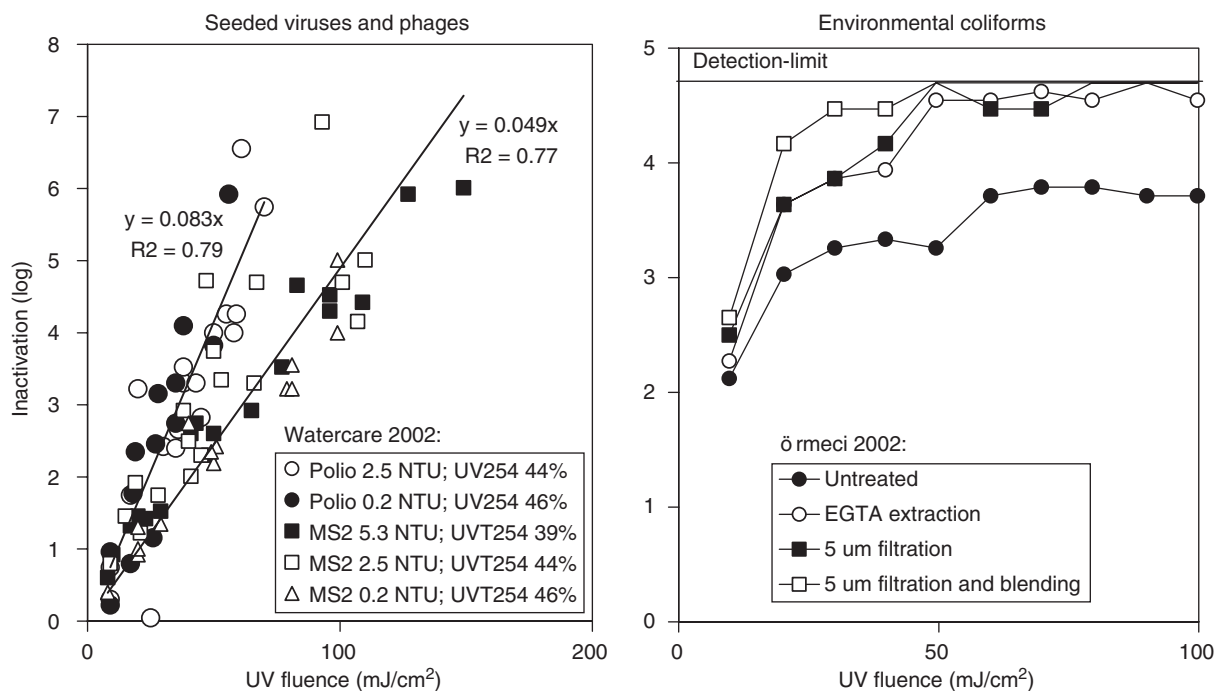 Seeded viruses and phages
8
7
6
5
4
3
2
1
0
Inactivation (log)
y = 0.049x
R2 = 0.77
y = 0.083x
R2 = 0.79
Watercare 2002:
Polio 2.5 NTU; UV254 44%
Polio 0.2 NTU; UV254 46%
MS2 5.3 NTU; UVT254 39%
MS2 2.5 NTU; UVT254 44%
MS2 0.2 NTU; UVT254 46%
0 100 200
UV fluence (mJ/cm²)
Environmental coliforms
5
4
3
2
1
0
Detection-limit
ö rmeci 2002:
Untreated
EGTA extraction
5 um filtration
5 um filtration and blending
0 50 100
UV fluence (mJ/cm²)